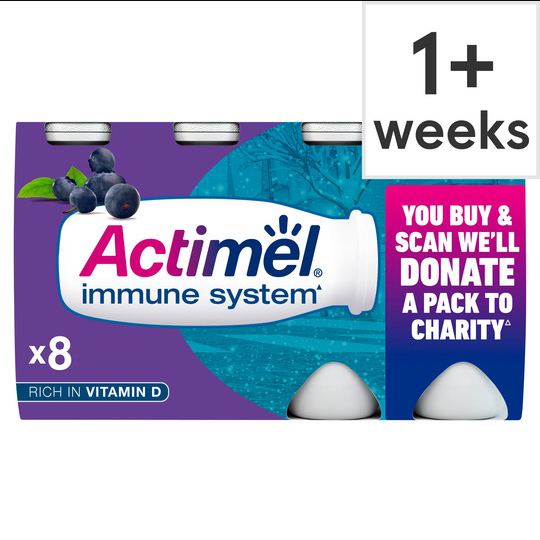 1+
weeks
Actimel®
immune system△
x8
RICH IN VITAMIN D
YOU BUY &
SCAN WE'LL
DONATE
A PACK TO
CHARITY△